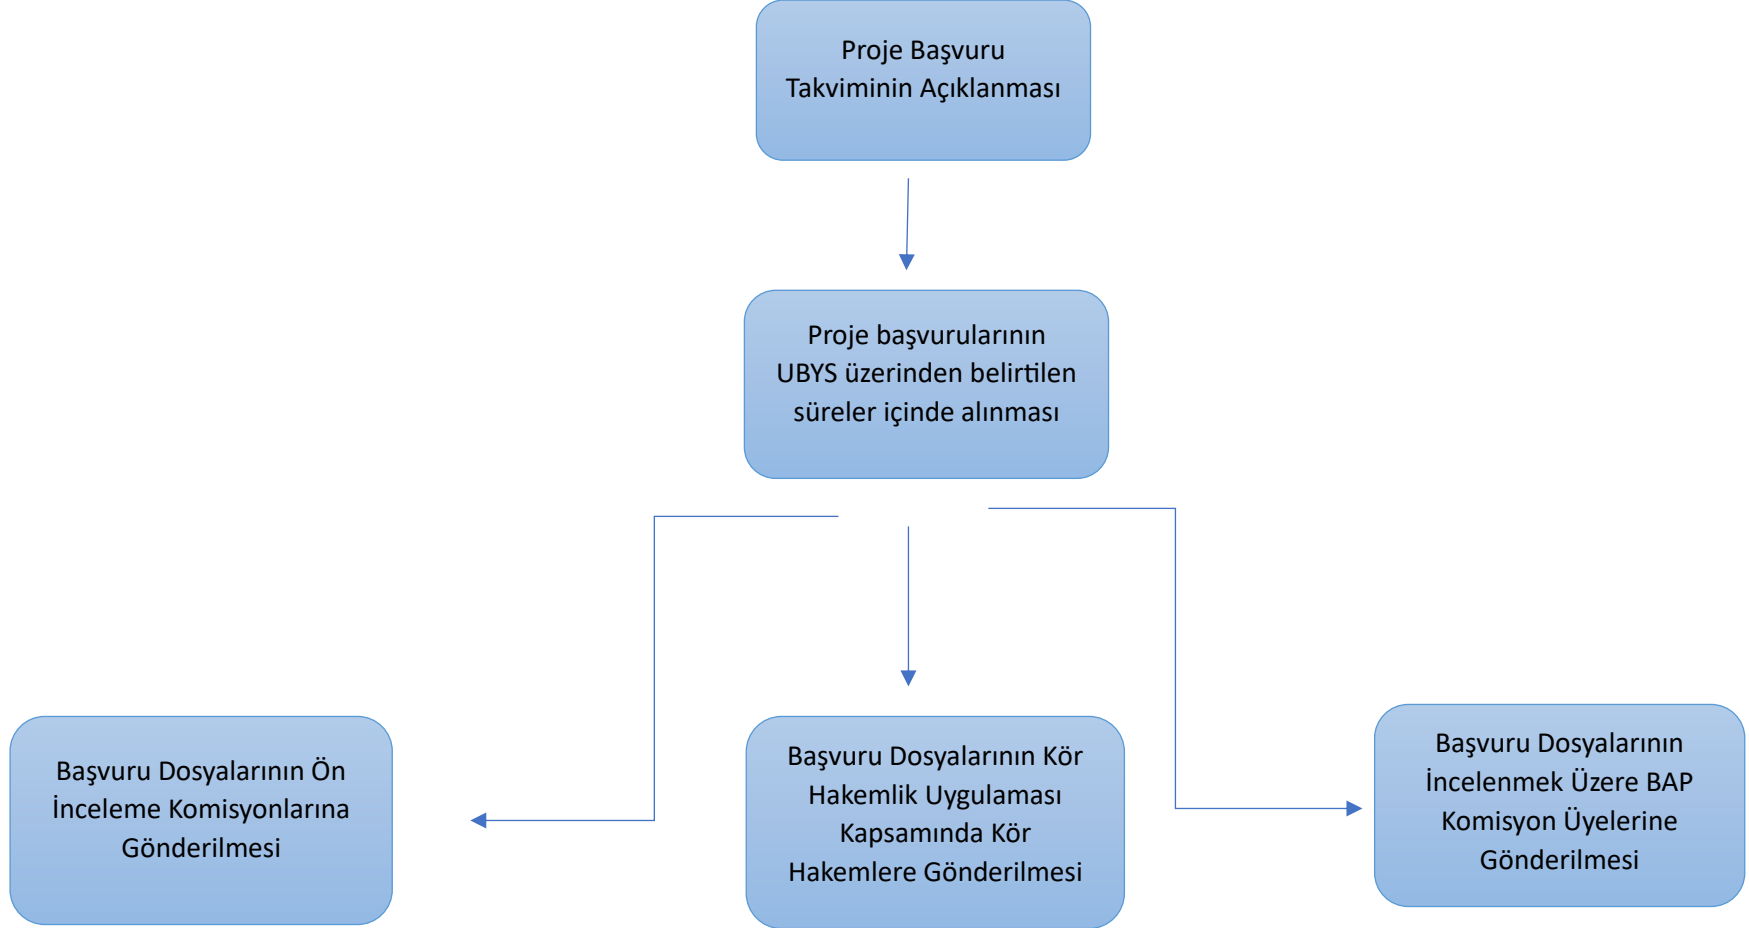 Proje Başvuru
Takviminin Açıklanması
Proje başvurularının
UBYS üzerinden belirtilen
süreler içinde alınması
Başvuru Dosyalarının Ön
İnceleme Komisyonlarına
Gönderilmesi
Başvuru Dosyalarının Kör
Hakemlik Uygulaması
Kapsamında Kör
Hakemlere Gönderilmesi
Başvuru Dosyalarının
İncelenmek Üzere BAP
Komisyon Üyelerine
Gönderilmesi